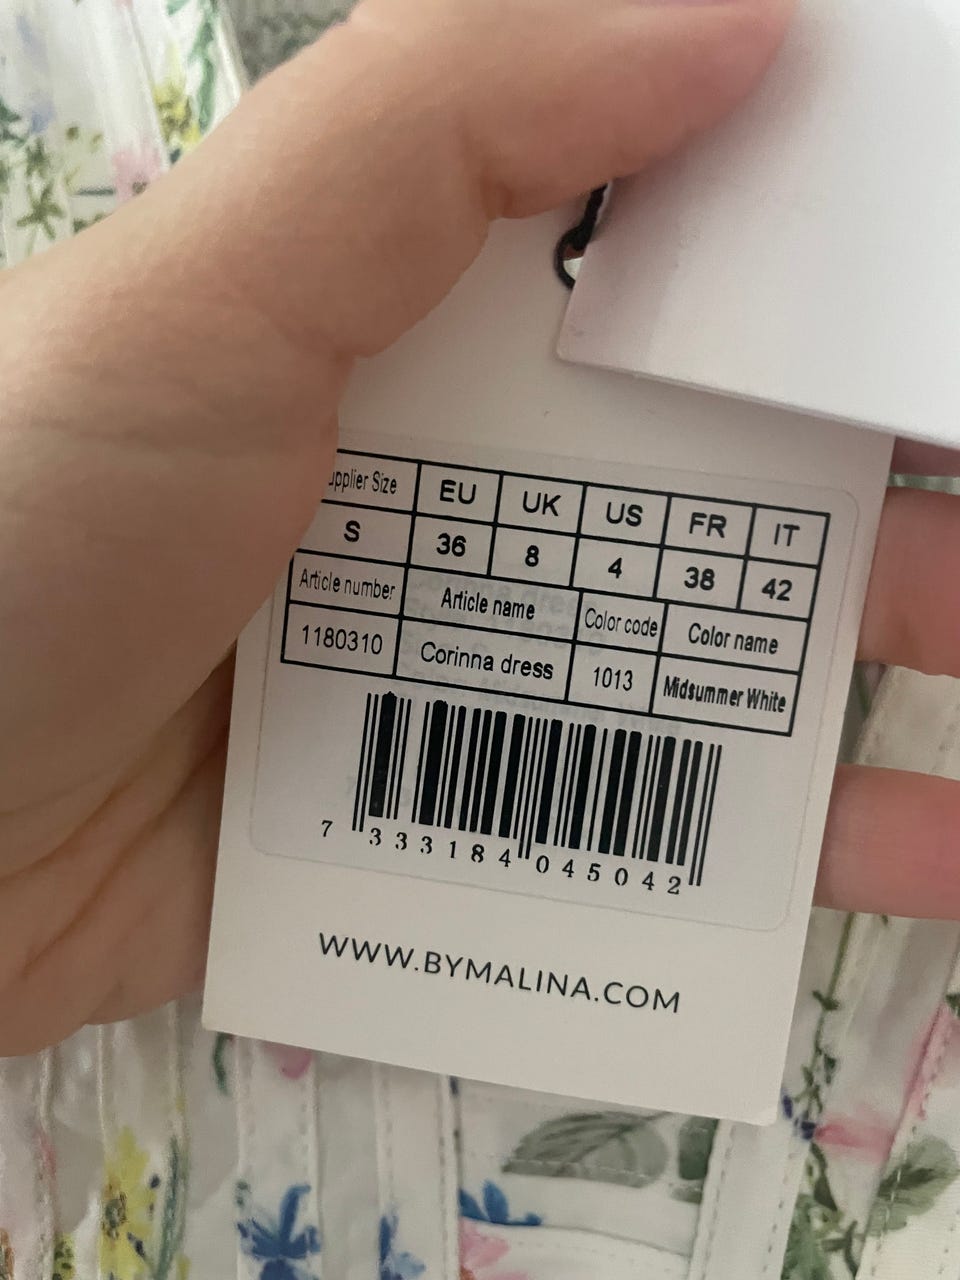 upplier Size EU UK US FR IT
S 36 8 4 38 42
Article number Article name Color code Color name
1180310 Corinna dress 1013 Midsummer White
7 333184 045042
WWW.BYMALINA.COM